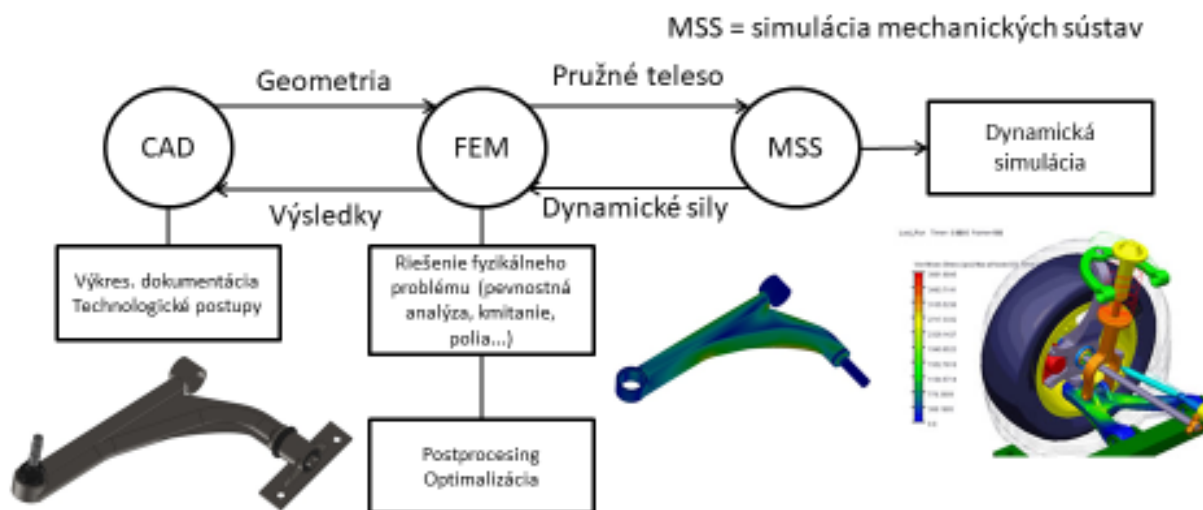 MSS = simulácia mechanických sústav
Geometria
Pružné teleso
CAD
FEM
MSS
Dynamická
simulácia
Výsledky
Dynamické sily
Výkres. dokumentácia
Technologické postupy
Riešenie fyzikálneho
problému (pevnostná
analýza, kmitanie,
polia...)
Postprocesing
Optimalizácia